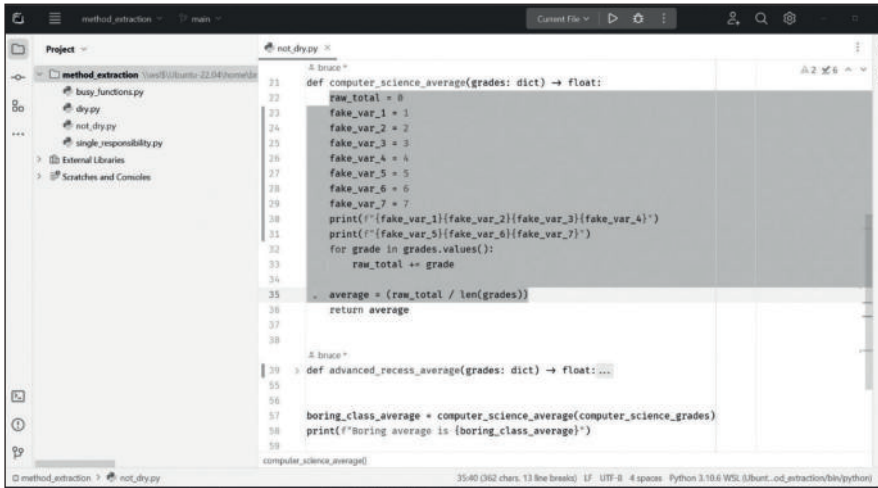 method_extraction
main
Current File
Project
not_dry.py
method_extraction
busy_functions.py
dry.py
not_dry.py
single_responsibility.py
External Libraries
Scratches and Consoles
bruce *
2 6
21 def computer_science_average(grades: dict) → float:
22 raw_total = 0
23 fake_var_1 = 1
24 fake_var_2 = 2
25 fake_var_3 = 3
26 fake_var_4 = 4
27 fake_var_5 = 5
28 fake_var_6 = 6
29 fake_var_7 = 7
30 print(f"{fake_var_1}{fake_var_2}{fake_var_3}{fake_var_4}")
31 print(f"{fake_var_5}{fake_var_6}{fake_var_7}")
32 for grade in grades.values():
33 raw_total += grade
34
35 average = (raw_total / len(grades))
36 return average
37
38
bruce *
39 def advanced_recess_average(grades: dict) → float:...
55
56
57 boring_class_average = computer_science_average(computer_science_grades)
58 print(f"Boring average is {boring_class_average}")
59
computer_science_average()
method_extraction > not_dry.py
35:40 (362 chars, 13 line breaks) LF UTF-8 4 spaces Python 3.10.6 WSL (Ubunt...od_extraction/bin/python)